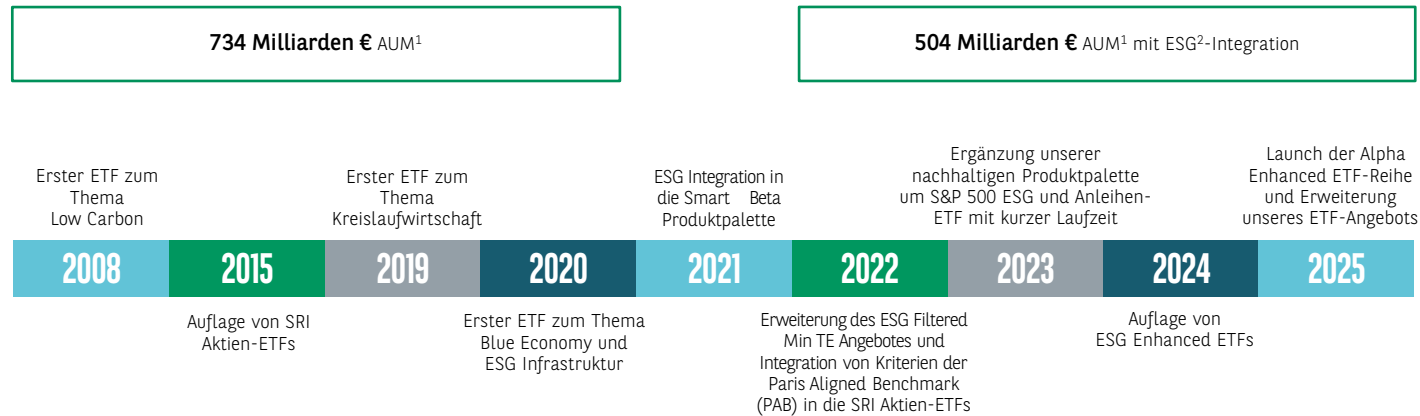 734 Milliarden € AUM¹
504 Milliarden € AUM¹ mit ESG²-Integration
Erster ETF zum
Thema
Low Carbon
Erster ETF zum
Thema
Kreislaufwirtschaft
ESG Integration in
die Smart Beta
Produktpalette
Ergänzung unserer
nachhaltigen Produktpalette
um S&P 500 ESG und Anleihen-
ETF mit kurzer Laufzeit
Launch der Alpha
Enhanced ETF-Reihe
und Erweiterung
unseres ETF-Angebots
2008 2015 2019 2020 2021 2022 2023 2024 2025
Auflage von SRI
Aktien-ETFs
Erster ETF zum Thema
Blue Economy und
ESG Infrastruktur
Erweiterung des ESG Filtered
Min TE Angebotes und
Integration von Kriterien der
Paris Aligned Benchmark
(PAB) in die SRI Aktien-ETFs
Auflage von
ESG Enhanced ETFs